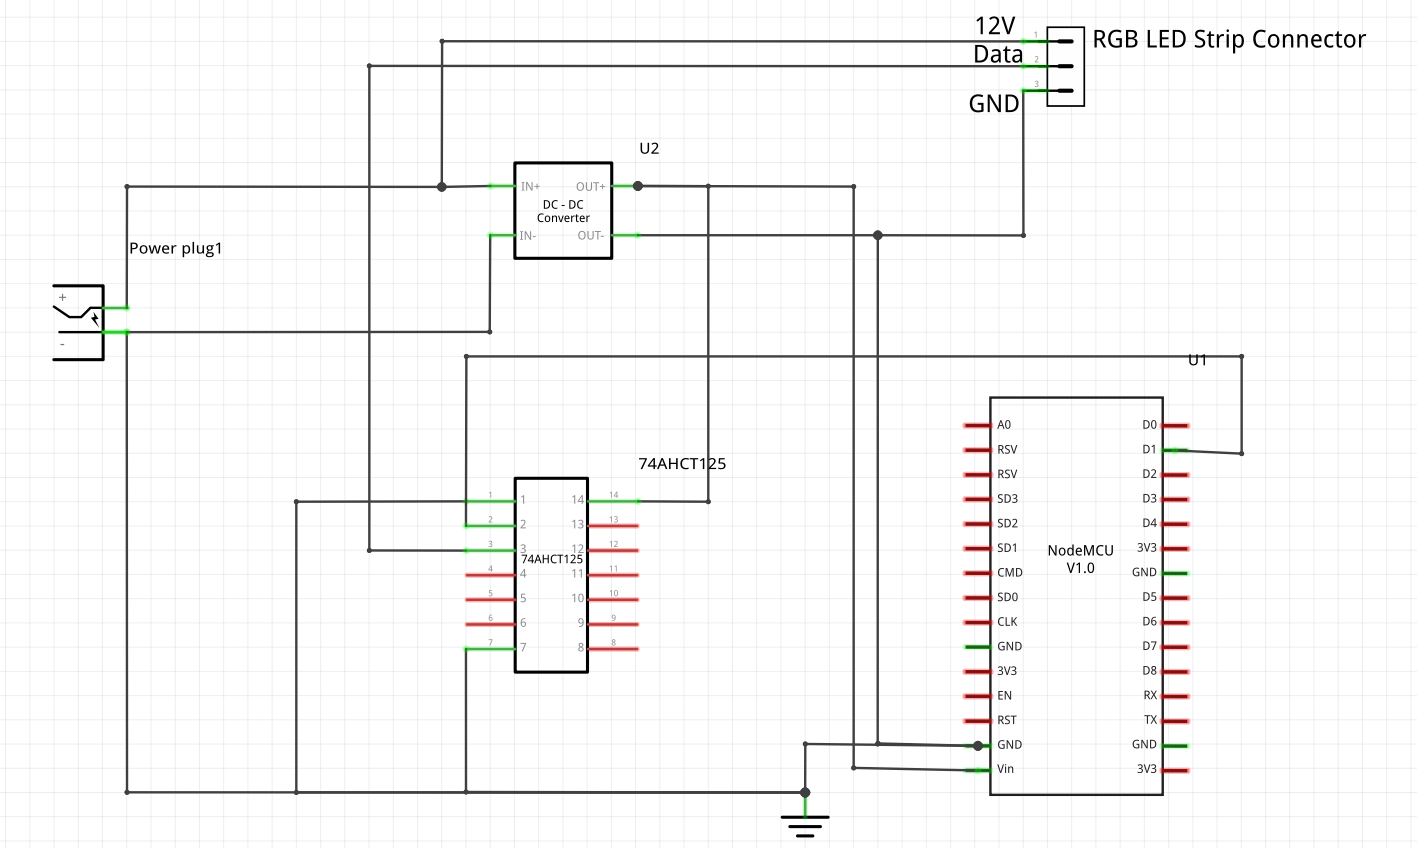 12V
RGB LED Strip Connector
1
Data
2
3
GND
U2
IN+
OUT+
DC - DC
Converter
IN-
OUT-
Power plug1
+
-
U1
A0
D0
RSV
D1
RSV
D2
SD3
D3
SD2
D4
SD1
3V3
NodeMCU
V1.0
CMD
GND
SD0
D5
CLK
D6
GND
D7
3V3
D8
EN
RX
RST
TX
GND
GND
Vin
3V3
74AHCT125
1
1
14
14
2
2
13
13
3
3
12
12
74AHCT125
4
4
11
11
5
5
10
10
6
6
9
9
7
7
8
8